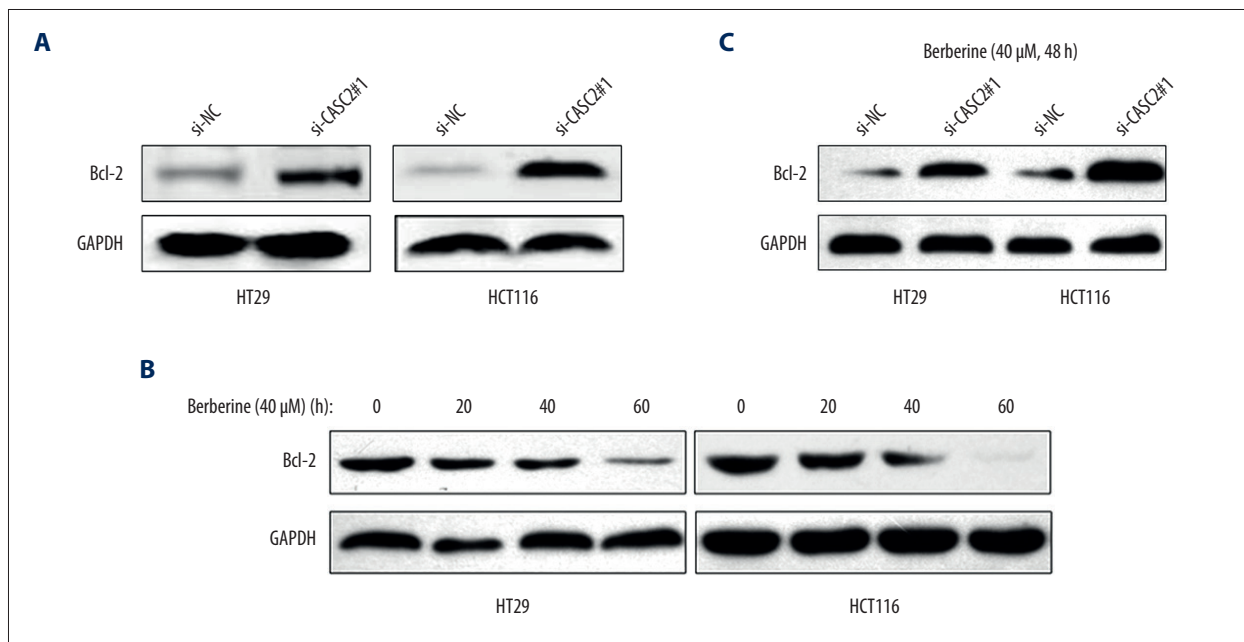 A
si-NC si-CASC2#1 si-NC si-CASC2#1
Bcl-2
GAPDH
HT29 HCT116
C
Berberine (40 μM, 48 h)
si-NC si-CASC2#1 si-NC si-CASC2#1
Bcl-2
GAPDH
HT29 HCT116
B
Berberine (40 μM) (h): 0 20 40 60 0 20 40 60
Bcl-2
GAPDH
HT29 HCT116